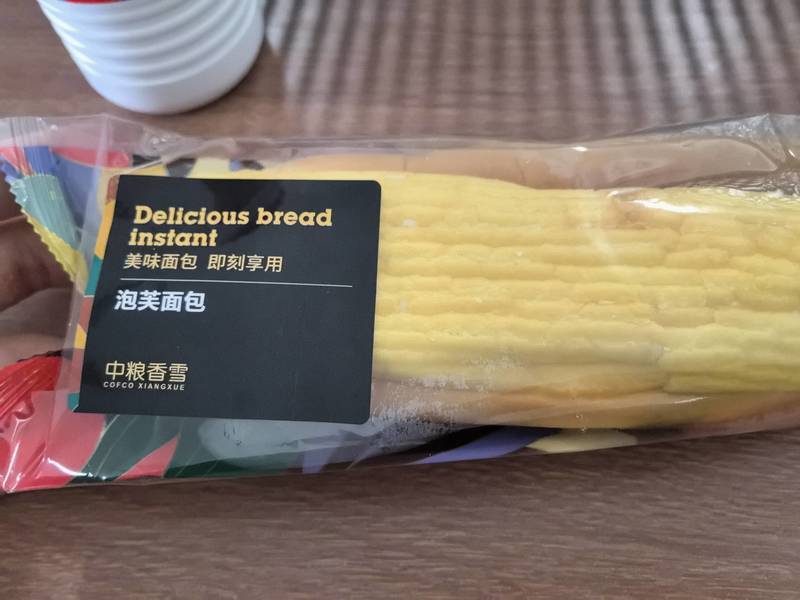 Delicious bread
instant
美味面包 即刻享用
泡芙面包
中粮香雪
COFCO XIANGXUE